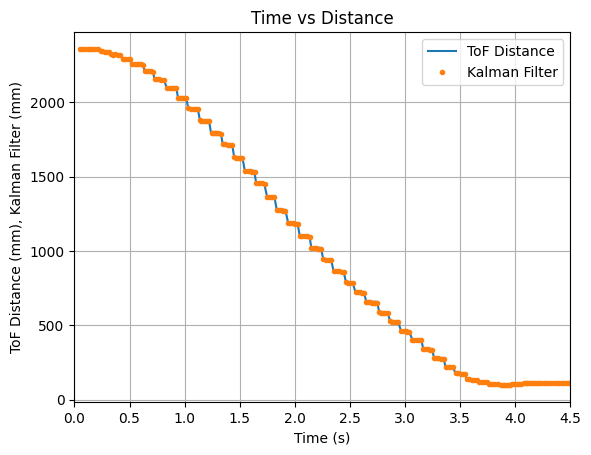 Time vs Distance
ToF Distance
Kalman Filter
ToF Distance (mm), Kalman Filter (mm)
2000
1500
1000
500
0
0.0 0.5 1.0 1.5 2.0 2.5 3.0 3.5 4.0 4.5
Time (s)